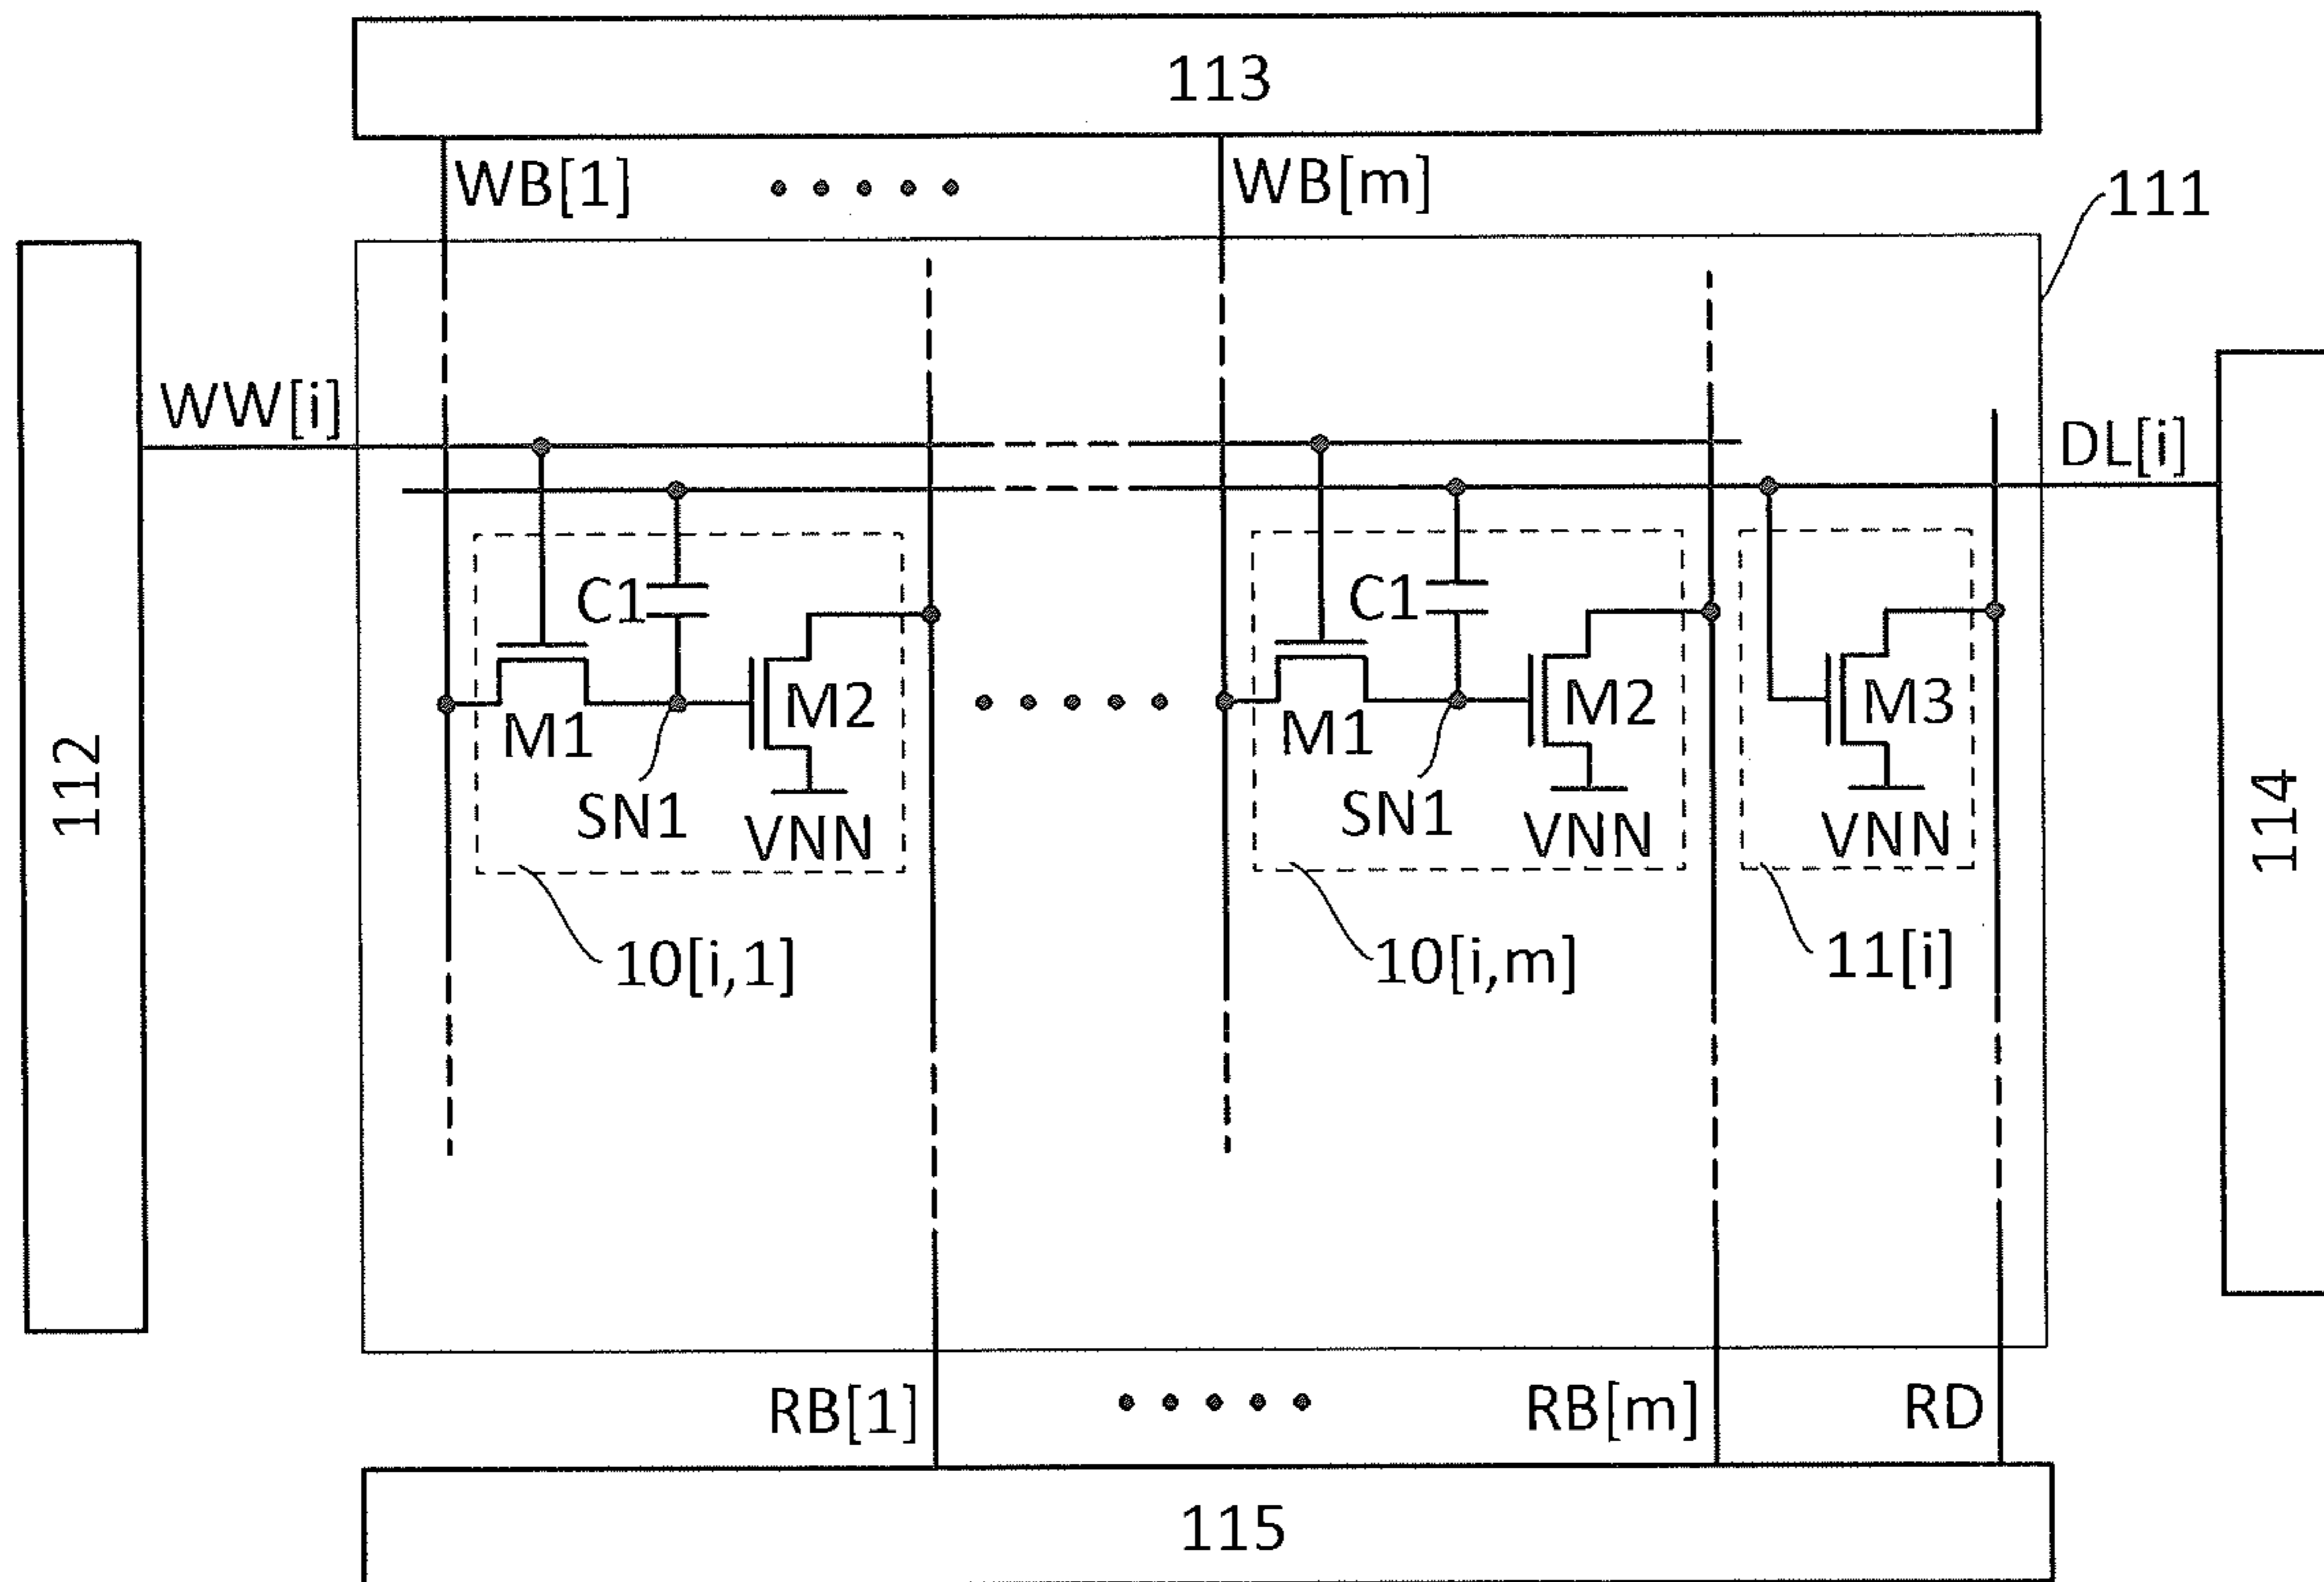 113
WB[1]
WB[m]
111
WW[i]
DL[i]
C1
C1
M1
M2
M1
M2
M3
112
SN1
VNN
SN1
VNN
VNN
114
10[i,1]
10[i,m]
11[i]
RB[1]
RB[m]
RD
115